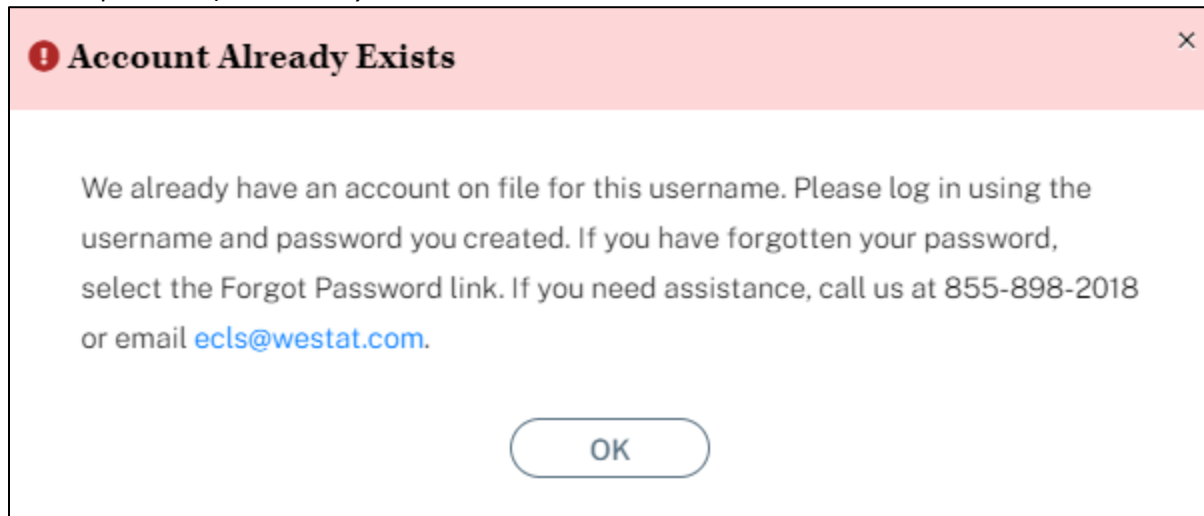 Account Already Exists
×
We already have an account on file for this username. Please log in using the
username and password you created. If you have forgotten your password,
select the Forgot Password link. If you need assistance, call us at 855-898-2018
or email ecls@westat.com.
OK